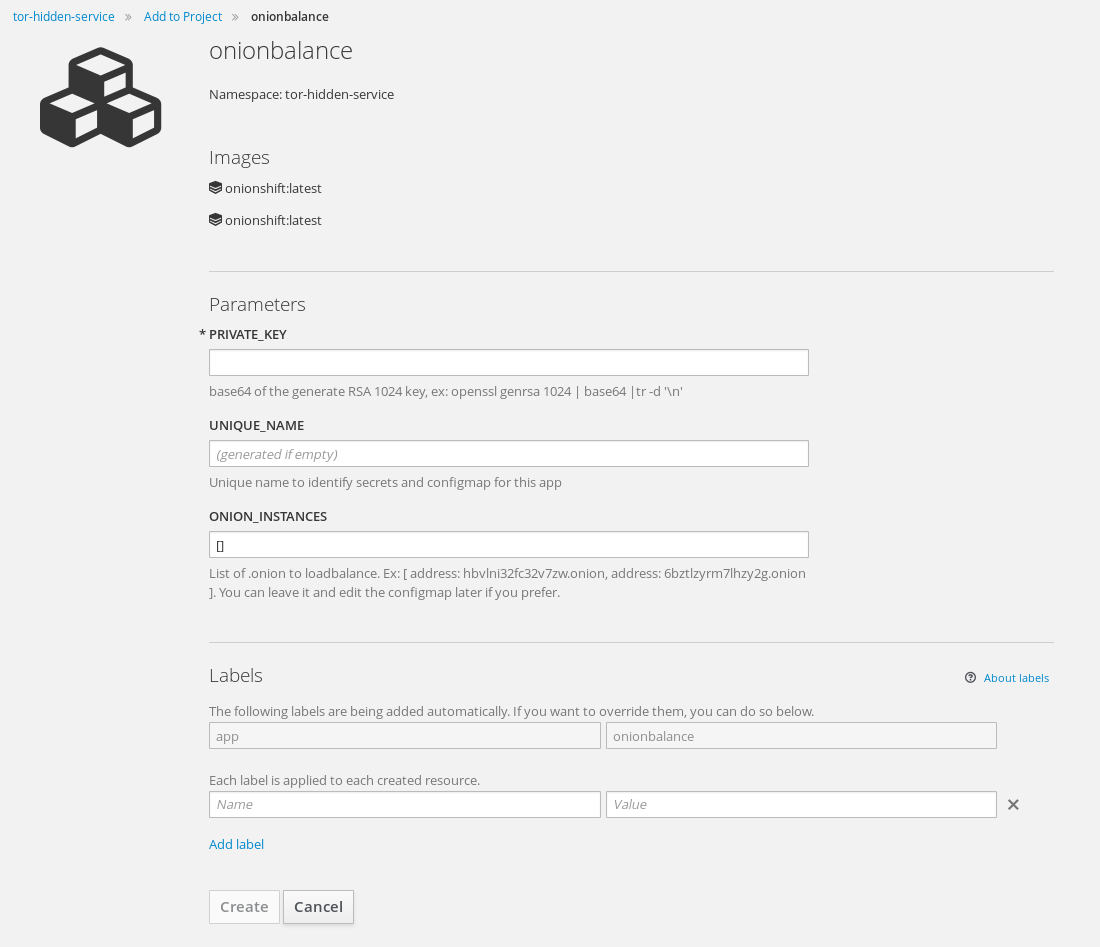 tor-hidden-service » Add to Project » onionbalance
onionbalance
Namespace: tor-hidden-service
Images
onionshift:latest
onionshift:latest
Parameters
* PRIVATE_KEY
base64 of the generate RSA 1024 key, ex: openssl genrsa 1024 | base64 |tr -d '\n'
UNIQUE_NAME
(generated if empty)
Unique name to identify secrets and configmap for this app
ONION_INSTANCES
[]
List of .onion to loadbalance. Ex: [ address: hbvlni32fc32v7zw.onion, address: 6bztlzyrm7lhzy2g.onion
]. You can leave it and edit the configmap later if you prefer.
Labels
About labels
The following labels are being added automatically. If you want to override them, you can do so below.
app onionbalance
Each label is applied to each created resource.
Name Value
Add label
Create Cancel